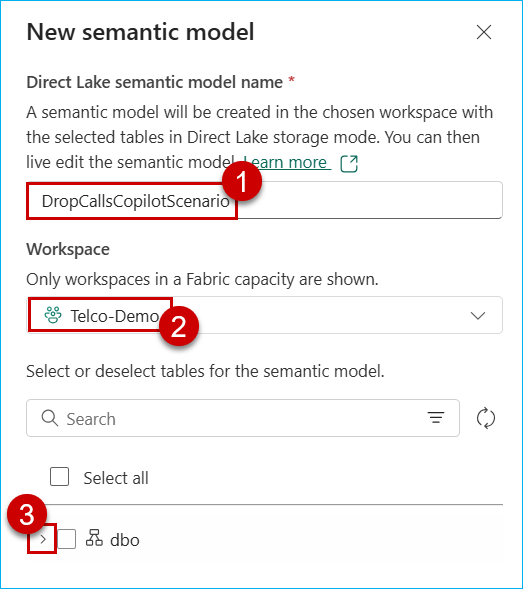 New semantic model
Direct Lake semantic model name *
A semantic model will be created in the chosen workspace with
the selected tables in Direct Lake storage mode. You can then
live edit the semantic model. Learn more
1
DropCallsCopilotScenario
Workspace
Only workspaces in a Fabric capacity are shown.
Telco-Demo
2
Select or deselect tables for the semantic model.
Search
Select all
3
dbo